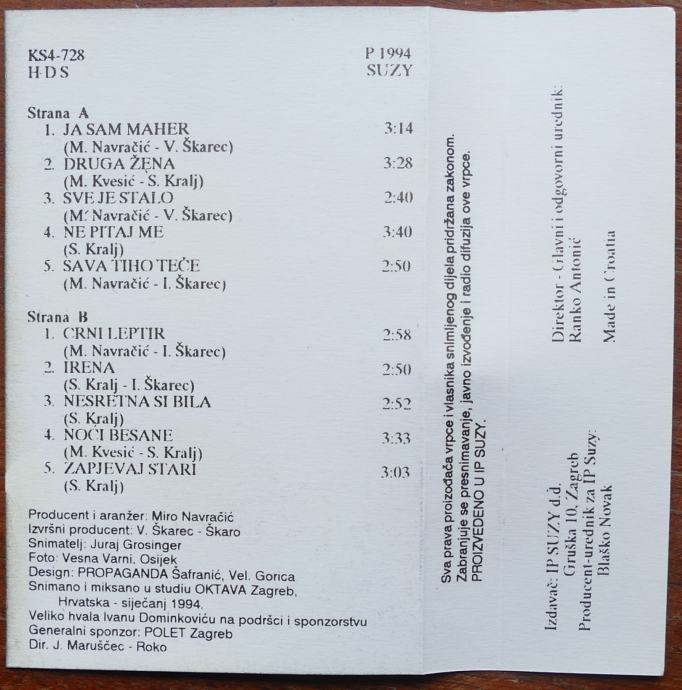 KS4-728 P 1994
H-D S SUZY
Strana A
1. JA SAM MAHER 3:14
(M. Navračić - V. Škarec)
2. DRUGA ŽENA 3:28
(M. Kvesić - S. Kralj)
3. SVE JE STALO 2:40
(M. Navračić - V. Škarec)
4. NE PITAJ ME 3:40
(S. Kralj)
5. SAVA TIHO TEČE 2:50
(M. Navračić - I. Škarec)
Strana B
1. CRNI LEPTIR 2:58
(M. Navračić - I. Škarec)
2. IRENA 2:50
(S. Kralj - I. Škarec)
3. NESRETNA SI BILA 2:52
(S. Kralj)
4. NOĆI BESANE 3:33
(M. Kvesić - S. Kralj)
5. ZAPJEVAJ STARI 3:03
(S. Kralj)
Producent i aranžer: Miro Navračić
Izvršni producent: V. Škarec - Škaro
Snimatelj: Juraj Grosinger
Foto: Vesna Varni, Osijek
Design: PROPAGANDA Šafranić, Vel. Gorica
Snimano i miksano u studiu OKTAVA Zagreb,
Hrvatska - siječanj 1994.
Veliko hvala Ivanu Dominkoviću na podršci i sponzorstvu
Generalni sponzor: POLET Zagreb
Dir. J. Maruščec - Roko
Sva prava proizođača vrpce i vlasnika snimljenog dijela pridržana zakonom.
Zabranjuje se presnimavanje, javno izvođenje i radio difuzija ove vrpce.
PROIZVEDENO U IP SUZY.
Izdavač: IP SUZY d.d.
Gruška 10, Zagreb
Producent-urednik za IP Suzy:
Blaško Novak
Direktor - Glavni i odgovorni urednik:
Ranko Antonić
Made in Croatia